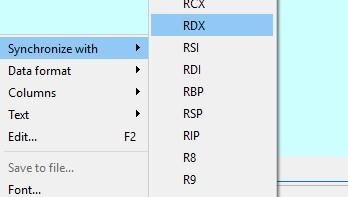 Synchronize with
Data format
Columns
Text
Edit... F2
Save to file...
Font...
RCX
RDX
RSI
RDI
RBP
RSP
RIP
R8
R9